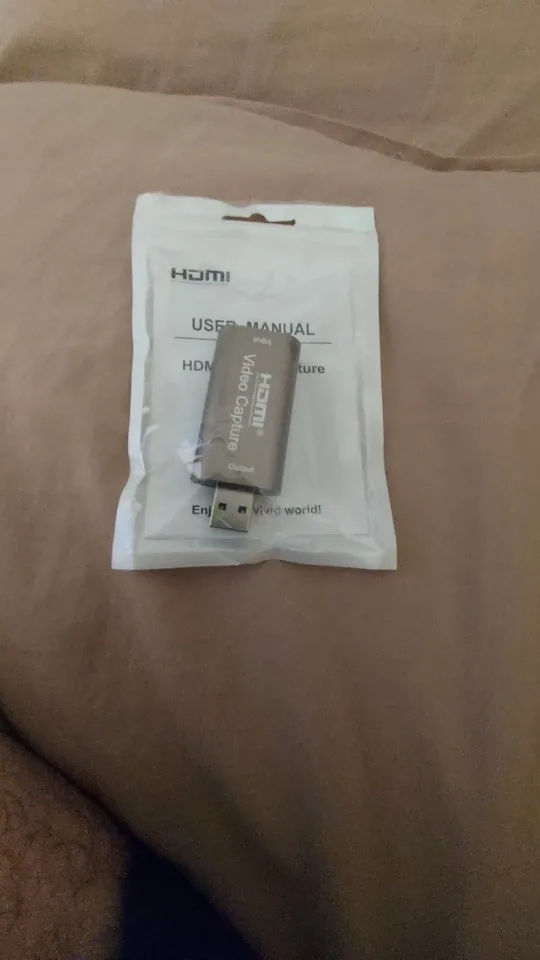 HDMI
USER MANUAL
HDM
ture
Input
HDMI®
Video Capture
Output
Enj
vivid world!